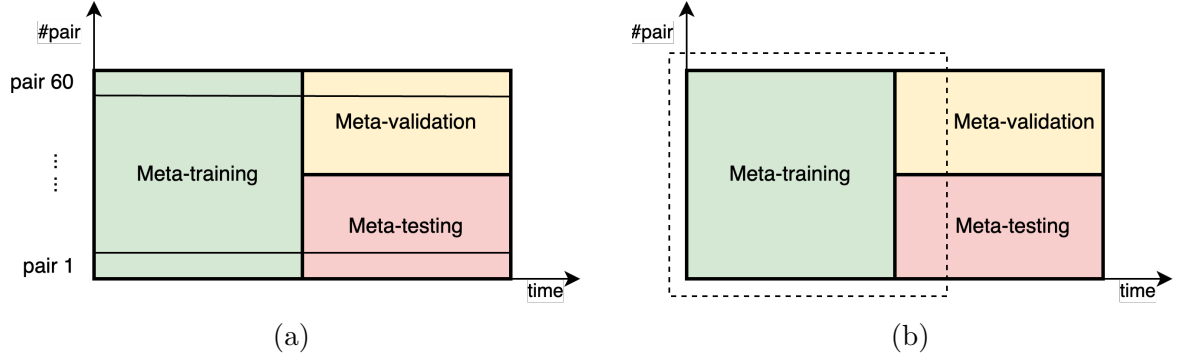 #pair
pair 60
Meta-validation
Meta-training
Meta-testing
pair 1
time
(a)
#pair
Meta-validation
Meta-training
Meta-testing
time
(b)